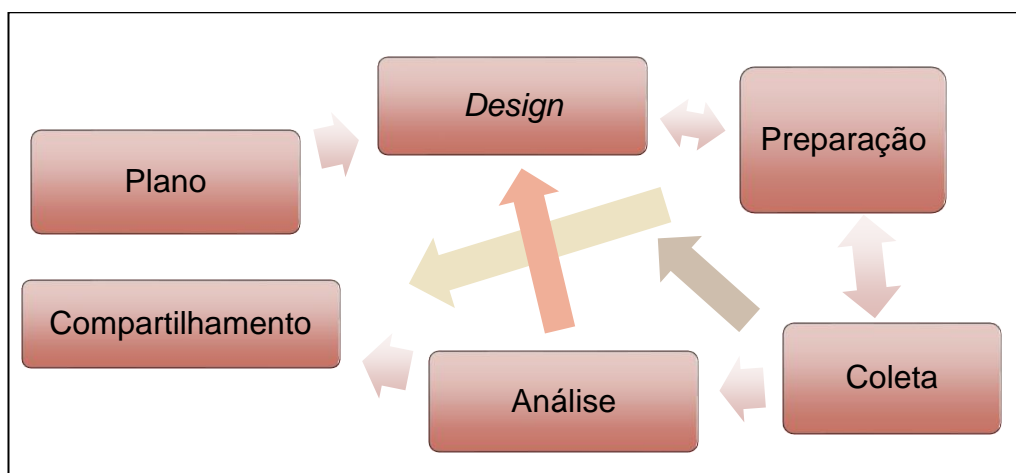 Design
Preparação
Plano
Compartilhamento
Análise
Coleta